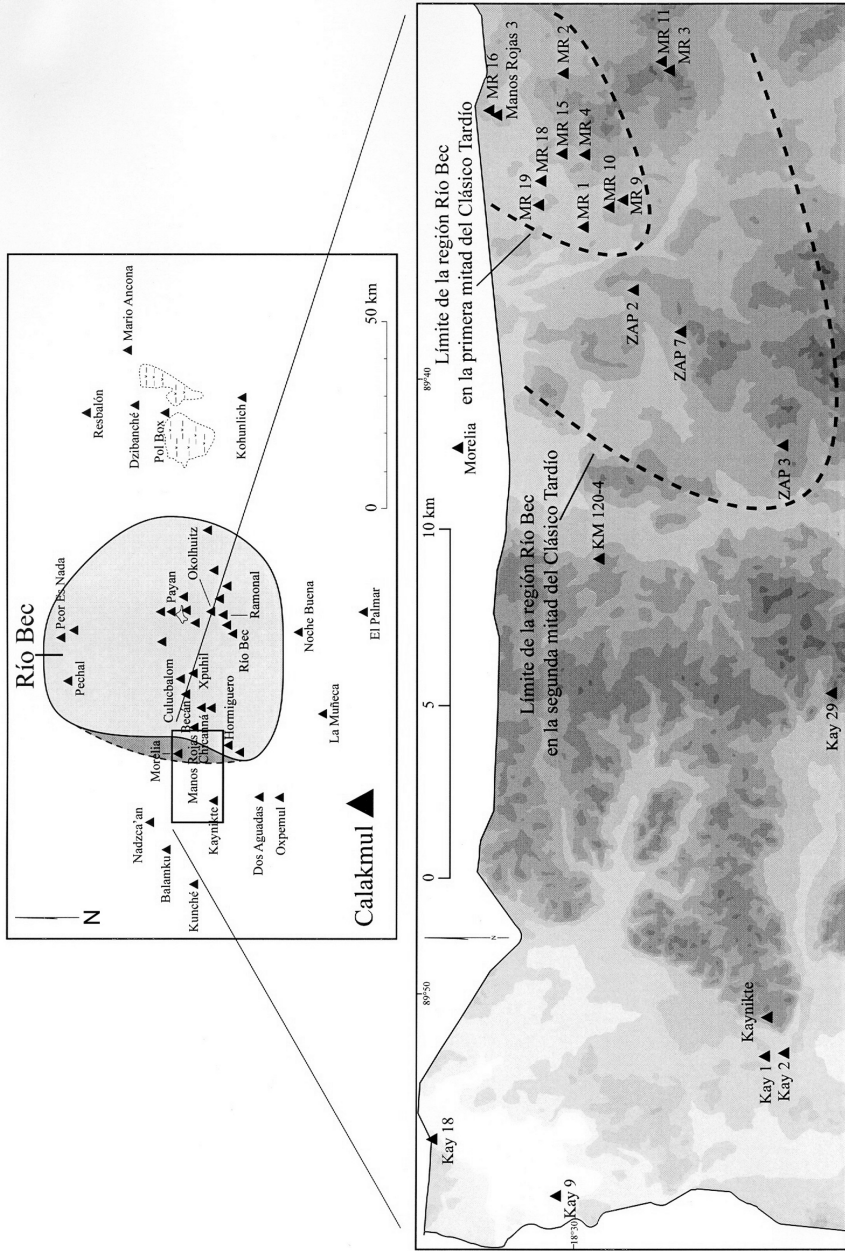 Río Bec
Peor Es Nada
Pechal
Resbalón
Mario Ancona
Dzibanché
Pol Box
Kohunlich
Payan
Okolhuitz
Culucbalom
Becán
Xpuhil
Ramonal
Río Bec
Morelia
Manos Rojas
Chicanná
Hormiguero
Nadzca'an
Balamku
Kunché
Kaynikte
Dos Aguadas
Oxpemul
Noche Buena
La Muñeca
El Palmar
Calakmul
N
0
50 km
89°50
89°40
18°30
N
0
5
10 km
Límite de la región Río Bec
en la primera mitad del Clásico Tardío
Límite de la región Río Bec
en la segunda mitad del Clásico Tardío
MR 16
Manos Rojas 3
MR 19
MR 18
MR 15
MR 2
MR 1
MR 4
MR 10
MR 9
MR 11
MR 3
Morelia
ZAP 2
ZAP 7
ZAP 3
KM 120-4
Kay 29
Kay 18
Kay 9
Kaynikte
Kay 1
Kay 2